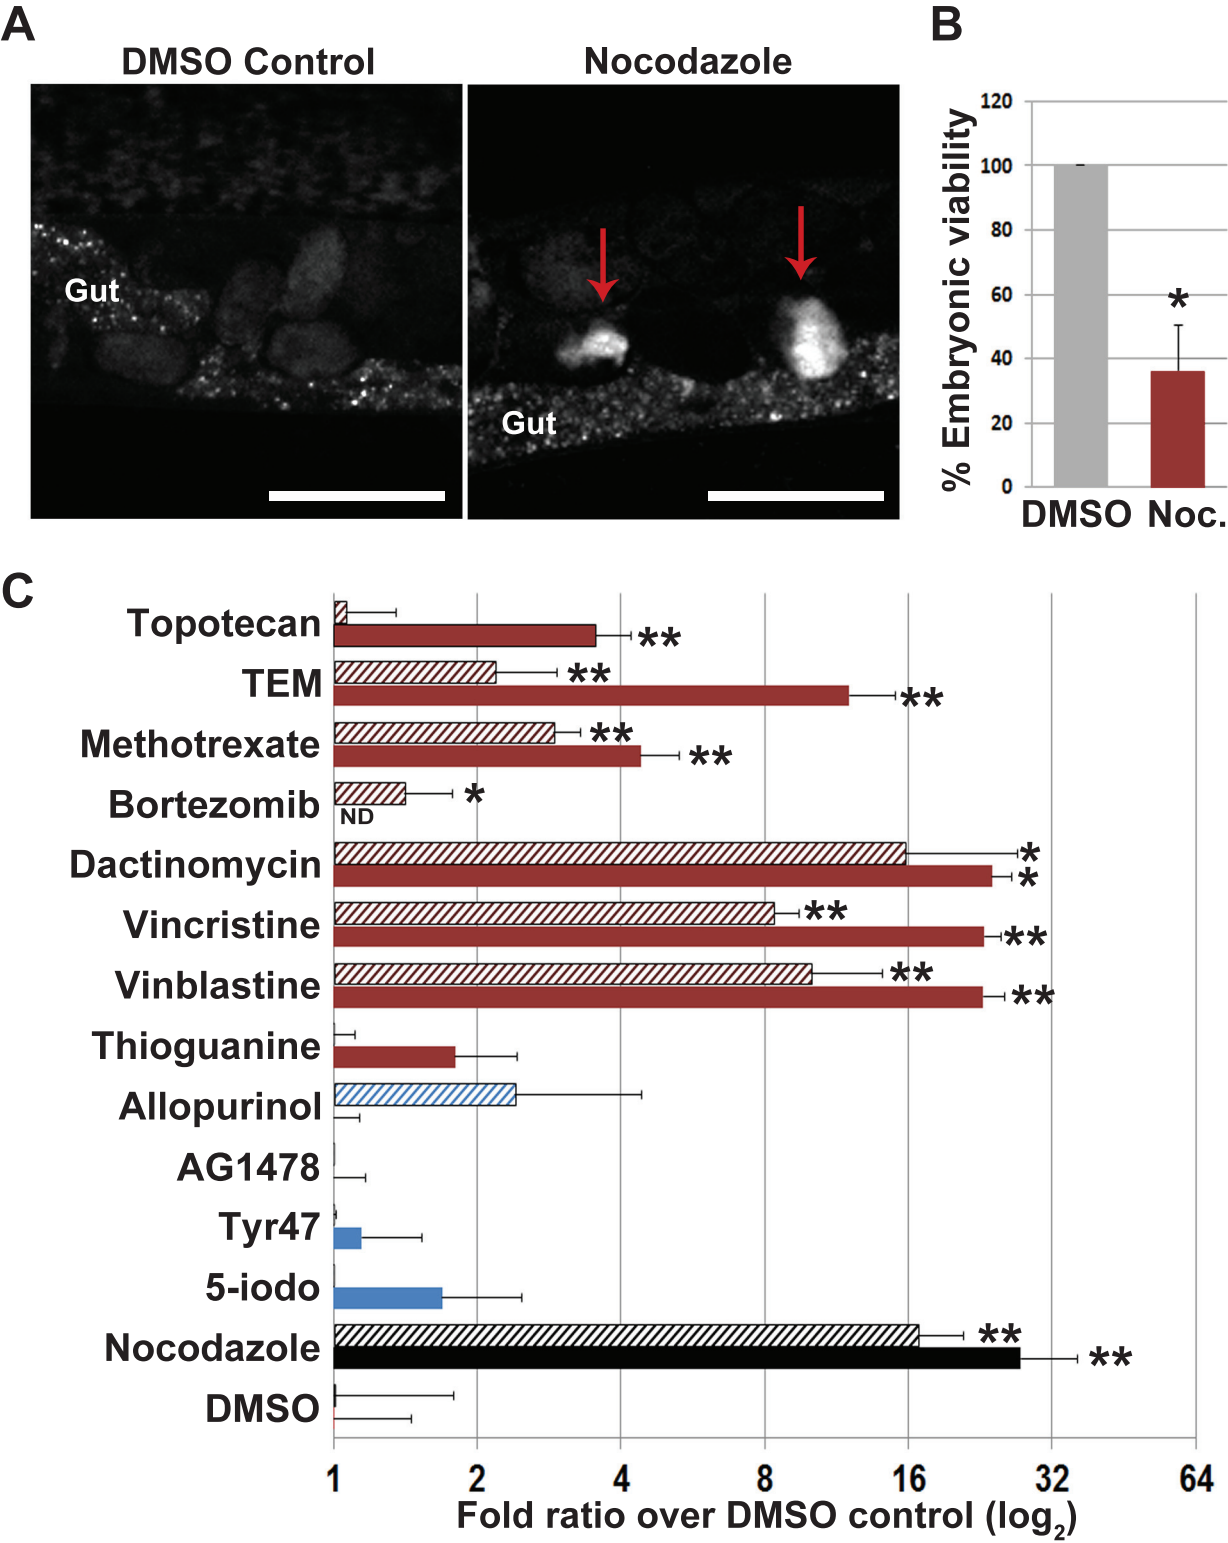 A
DMSO Control
Nocodazole
Gut
Gut
B
% Embryonic viability
120
100
80
60
40
20
0
*
DMSO
Noc.
C
Topotecan
**
TEM
**
**
Methotrexate
**
**
Bortezomib
*
ND
Dactinomycin
*
*
Vincristine
**
**
Vinblastine
**
**
Thioguanine
Allopurinol
AG1478
Tyr47
5-iodo
Nocodazole
**
**
DMSO
1 2 4 8 16 32 64
Fold ratio over DMSO control (log₂)